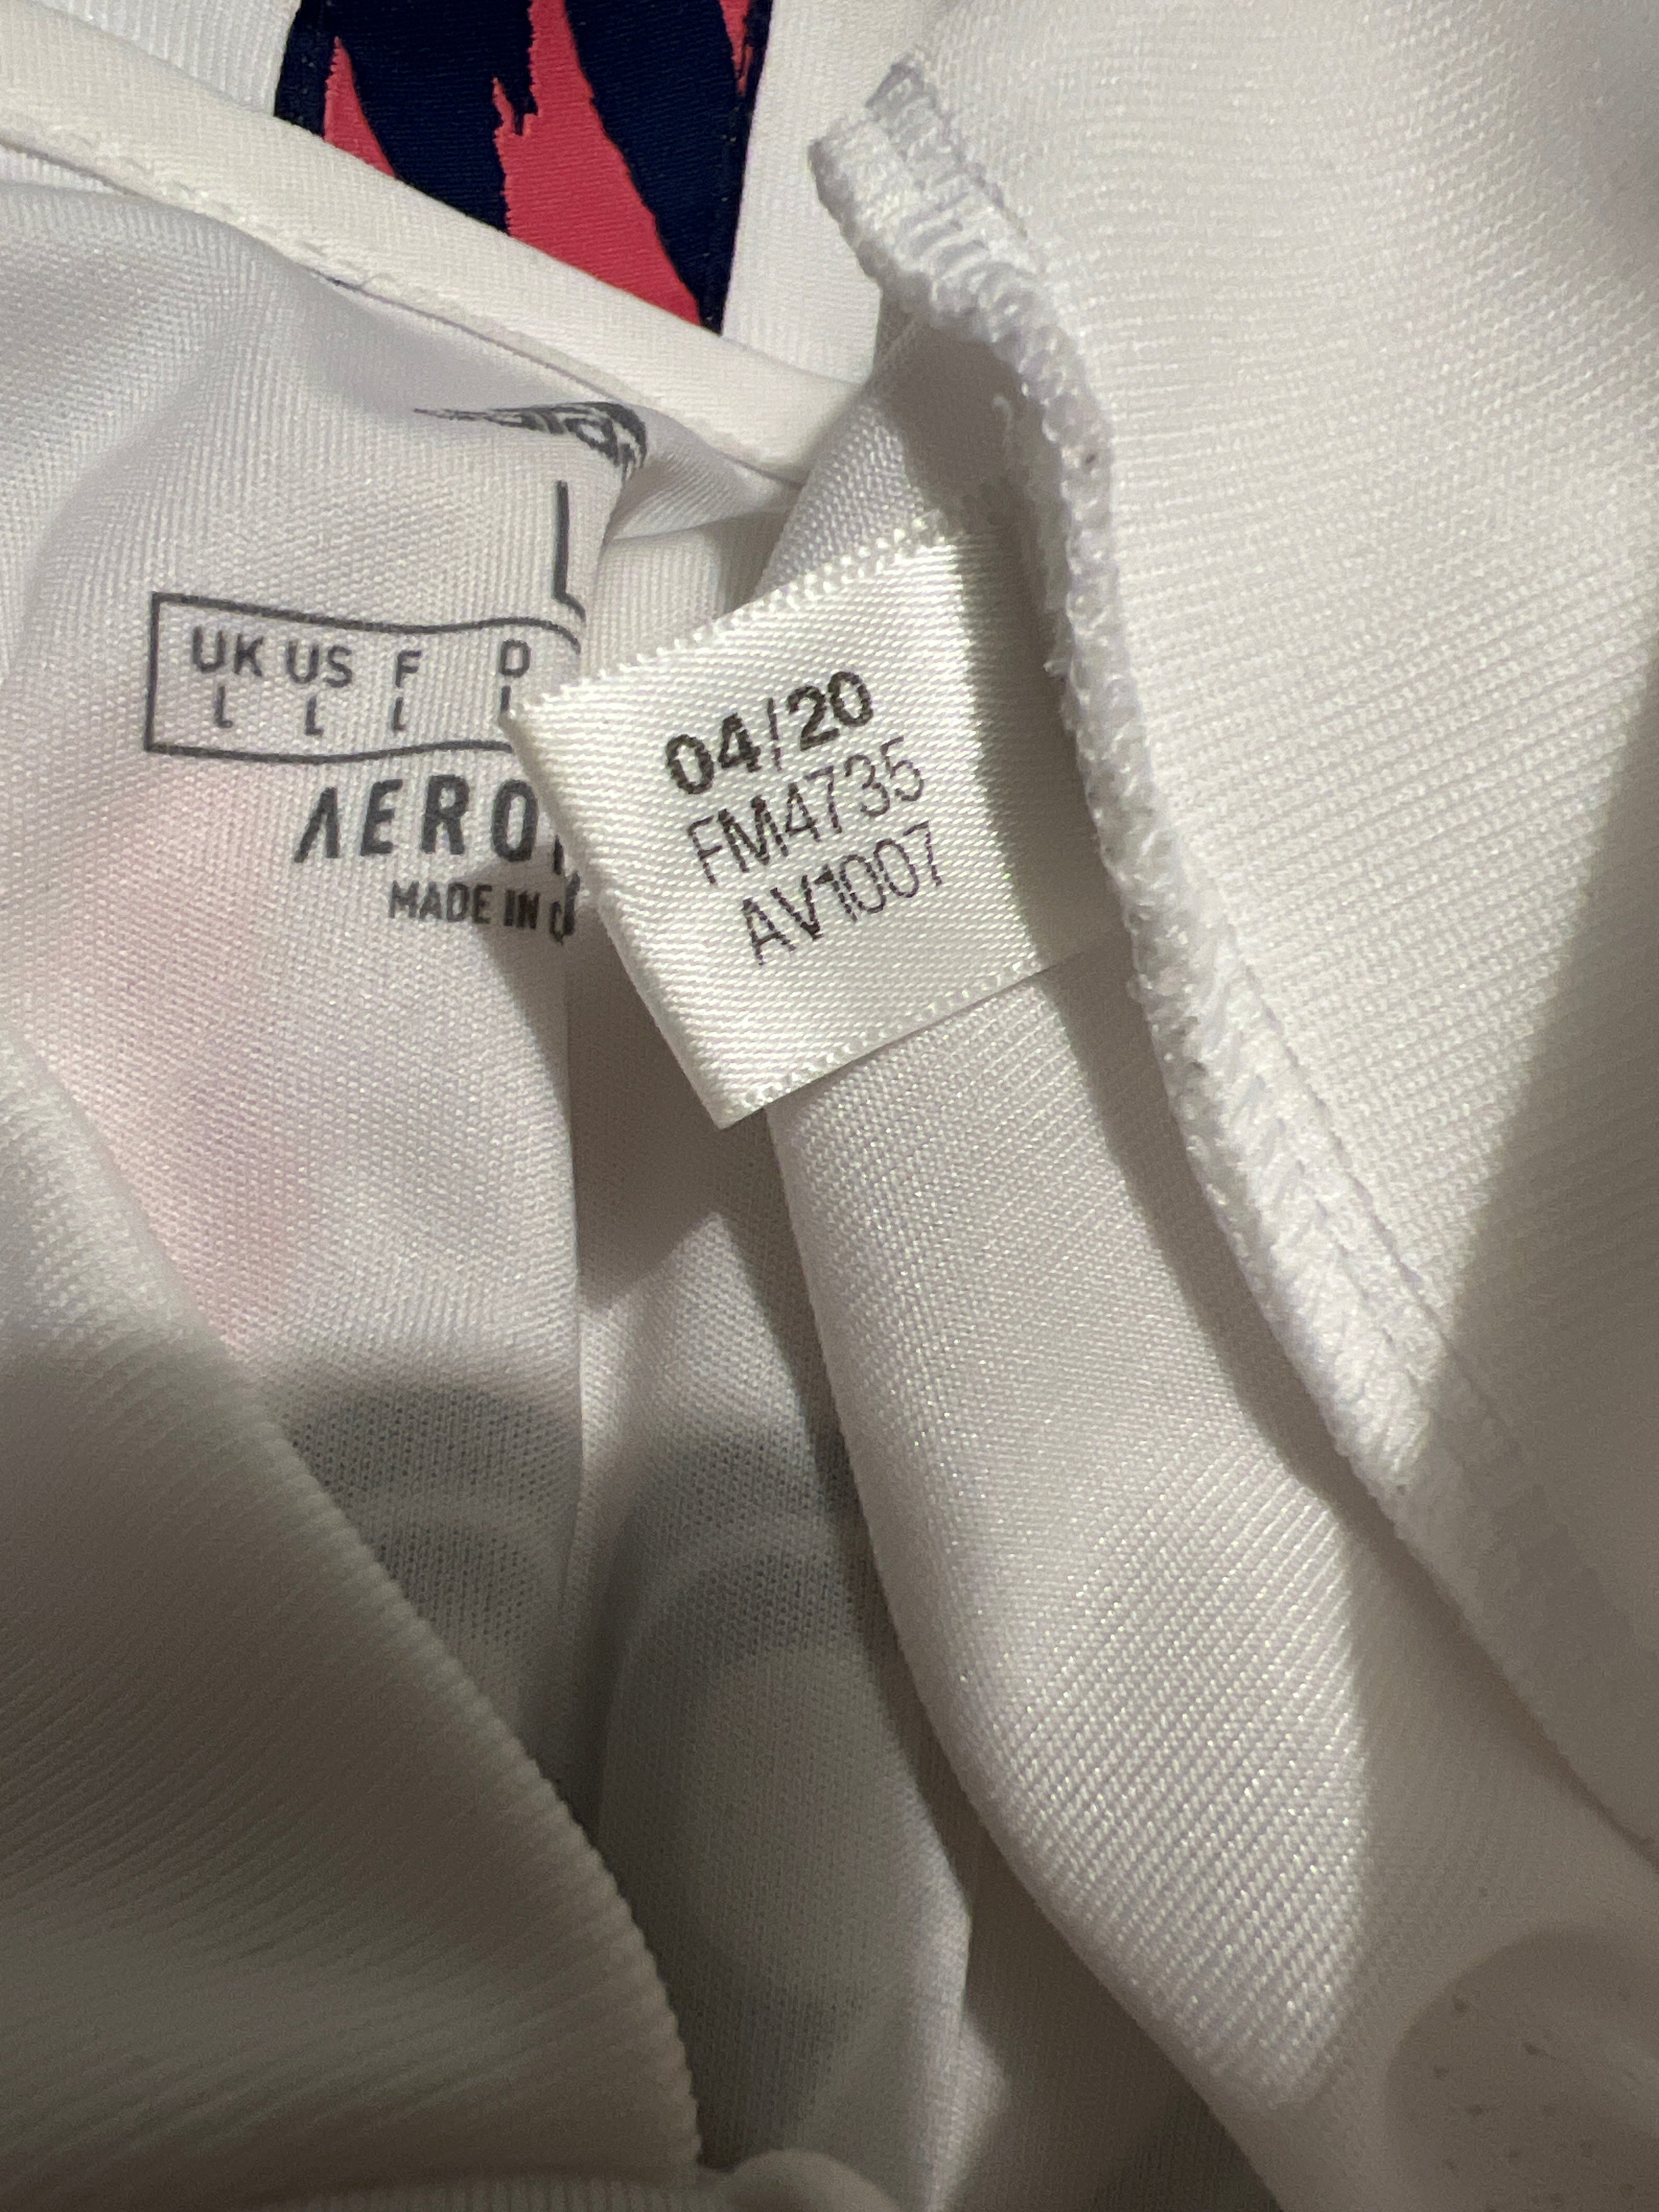 L
UK US F D
L L L
AERO
MADE IN
04/20
FM4735
AV1007